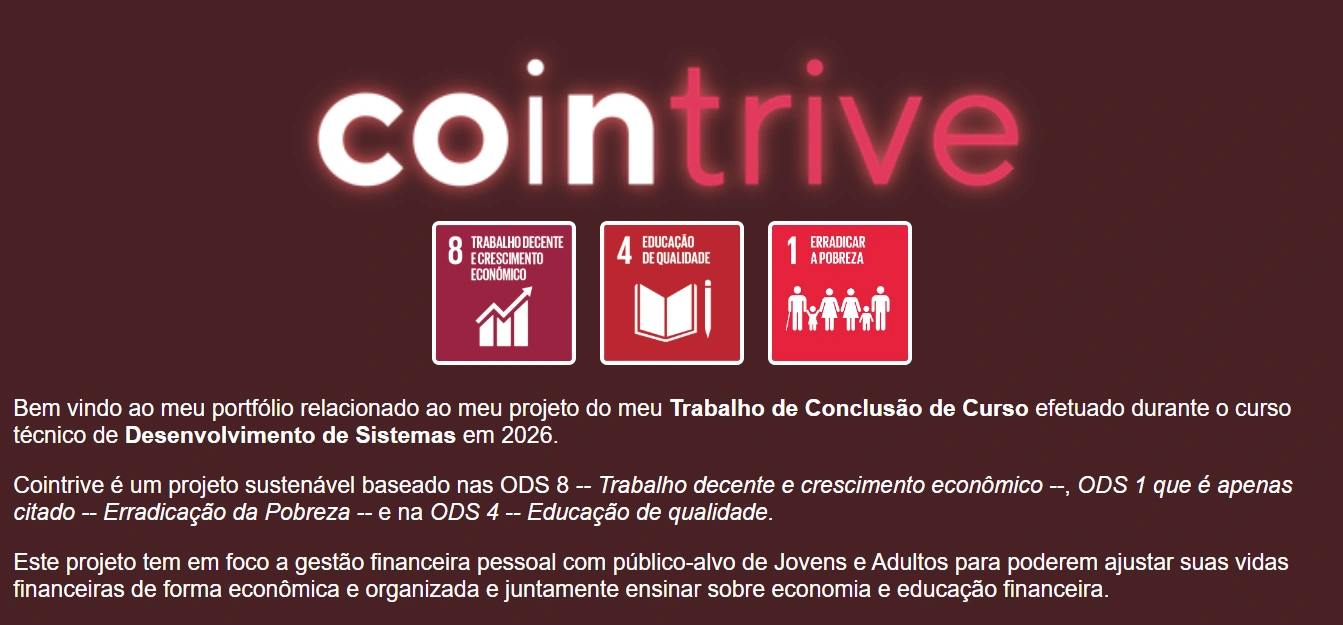 cointrive
8 TRABALHO DECENTE
E CRESCIMENTO
ECONÓMICO
4 EDUCAÇÃO
DE QUALIDADE
1 ERRADICAR
A POBREZA
Bem vindo ao meu portfólio relacionado ao meu projeto do meu Trabalho de Conclusão de Curso efetuado durante o curso
técnico de Desenvolvimento de Sistemas em 2026.
Cointrive é um projeto sustenável baseado nas ODS 8 -- Trabalho decente e crescimento econômico --, ODS 1 que é apenas
citado -- Erradicação da Pobreza -- e na ODS 4 -- Educação de qualidade.
Este projeto tem em foco a gestão financeira pessoal com público-alvo de Jovens e Adultos para poderem ajustar suas vidas
financeiras de forma econômica e organizada e juntamente ensinar sobre economia e educação financeira.